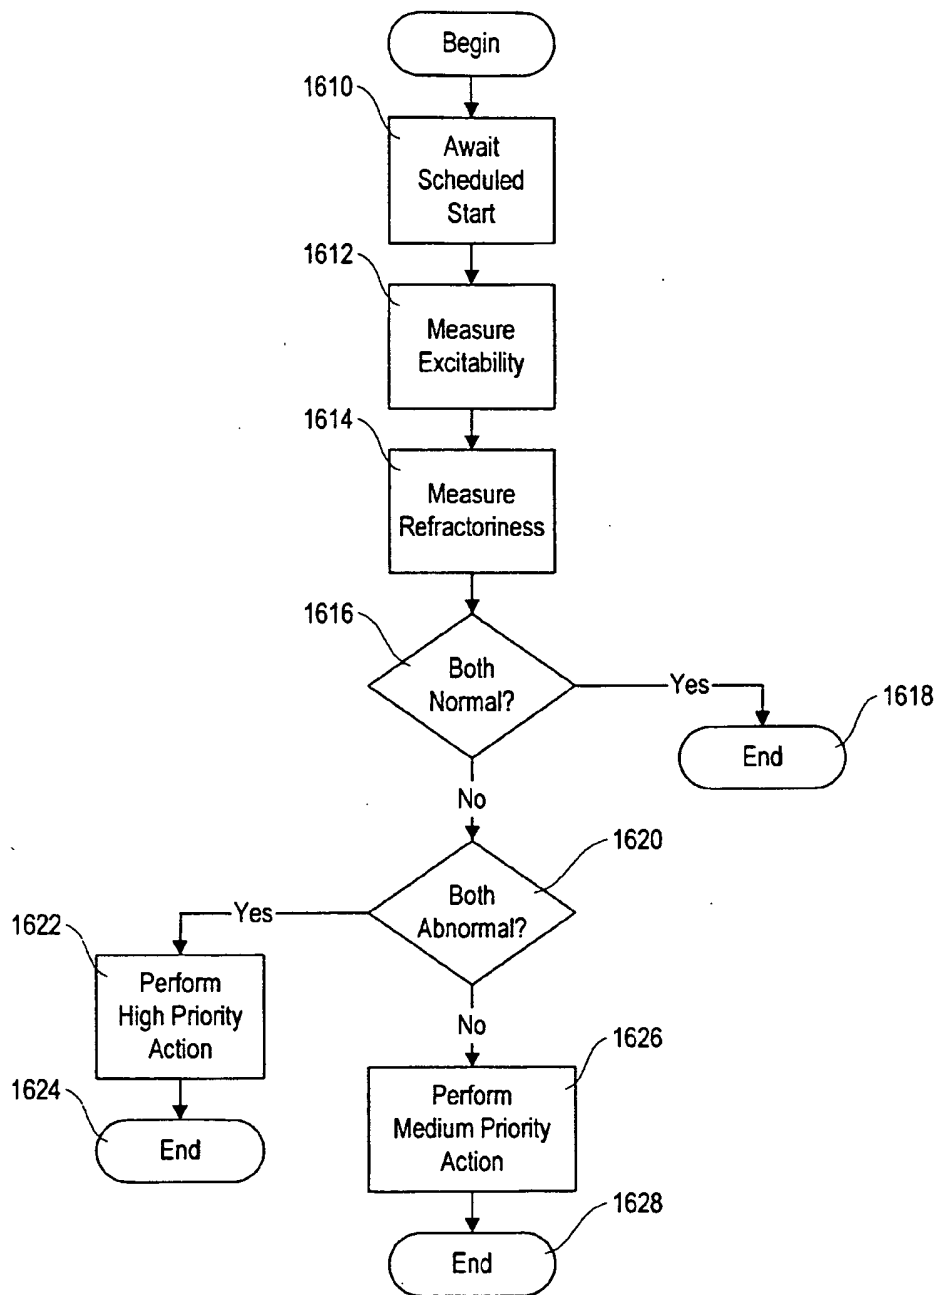 Begin
1610
Await
Scheduled
Start
1612
Measure
Excitability
1614
Measure
Refractoriness
1616
Both
Normal?
Yes
1618
End
No
1620
Both
Abnormal?
Yes
1622
Perform
High Priority
Action
No
1626
Perform
Medium Priority
Action
1624
End
1628
End